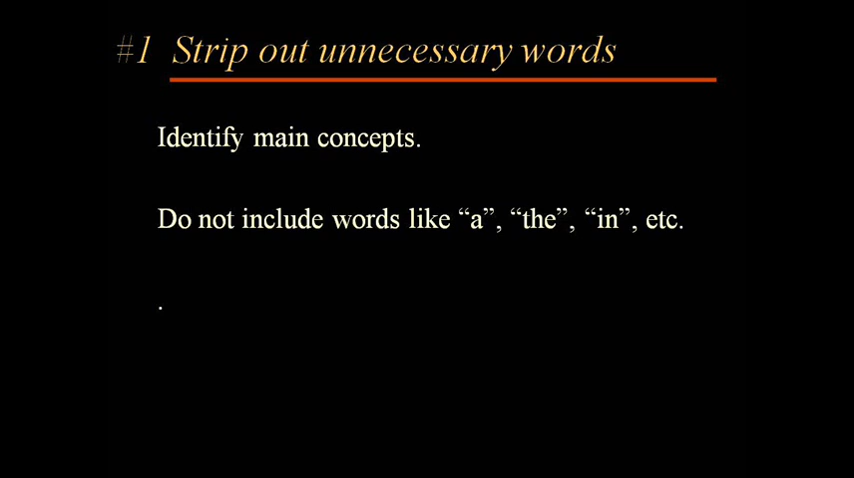 #1 Strip out unnecessary words
Identify main concepts.
Do not include words like “a”, “the”, “in”, etc.
.